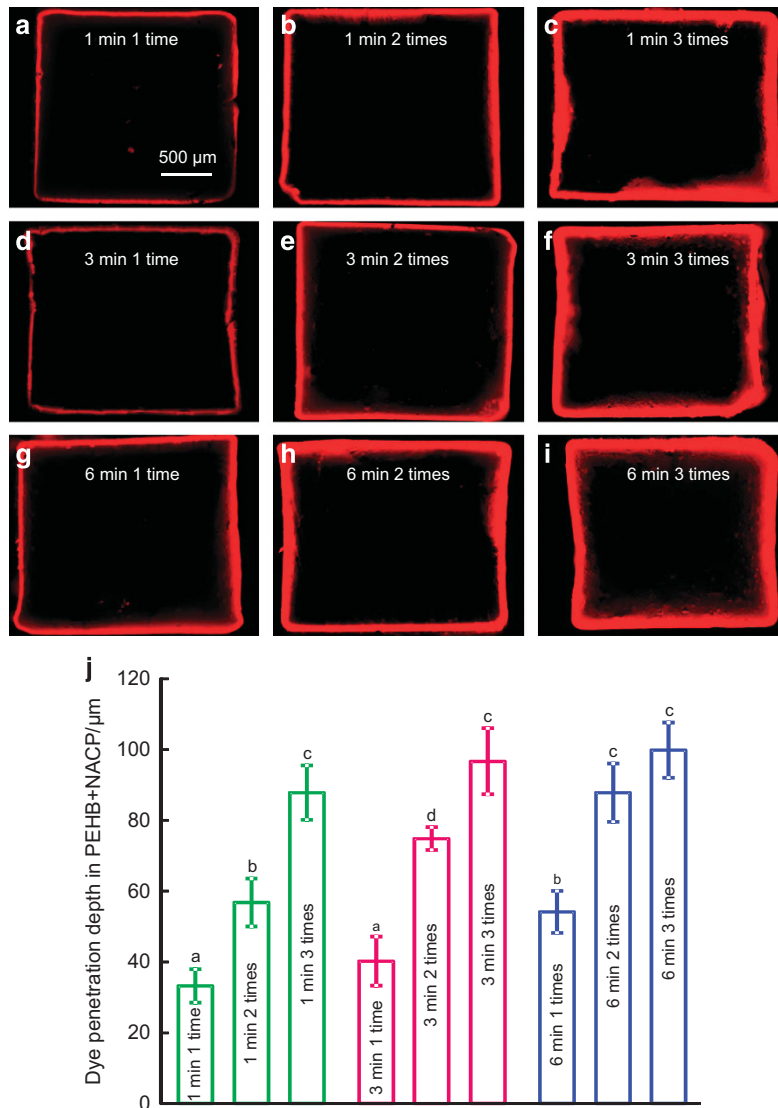 a
1 min 1 time
500 µm
b
1 min 2 times
c
1 min 3 times
d
3 min 1 time
e
3 min 2 times
f
3 min 3 times
g
6 min 1 time
h
6 min 2 times
i
6 min 3 times
j
Dye penetration depth in PEHB+NACP/µm
120
100
80
60
40
20
0
a
1 min 1 time
b
1 min 2 times
c
1 min 3 times
a
3 min 1 time
d
3 min 2 times
c
3 min 3 times
b
6 min 1 times
c
6 min 2 times
c
6 min 3 times